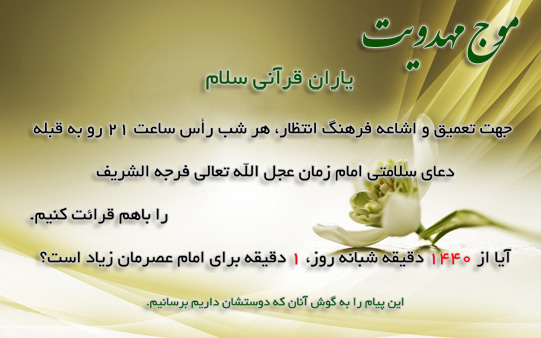 موج مهدویت
یاران قرآنی سلام
جهت تعمیق و اشاعه فرهنگ انتظار، هر شب رأس ساعت ۲۱ رو به قبله
دعای سلامتی امام زمان عجل الله تعالی فرجه الشریف
را باهم قرائت کنیم.
آیا از ۱۴۴۰ دقیقه شبانه روز، ۱ دقیقه برای امام عصرمان زیاد است؟
این پیام را به گوش آنان که دوستشان داریم برسانیم.